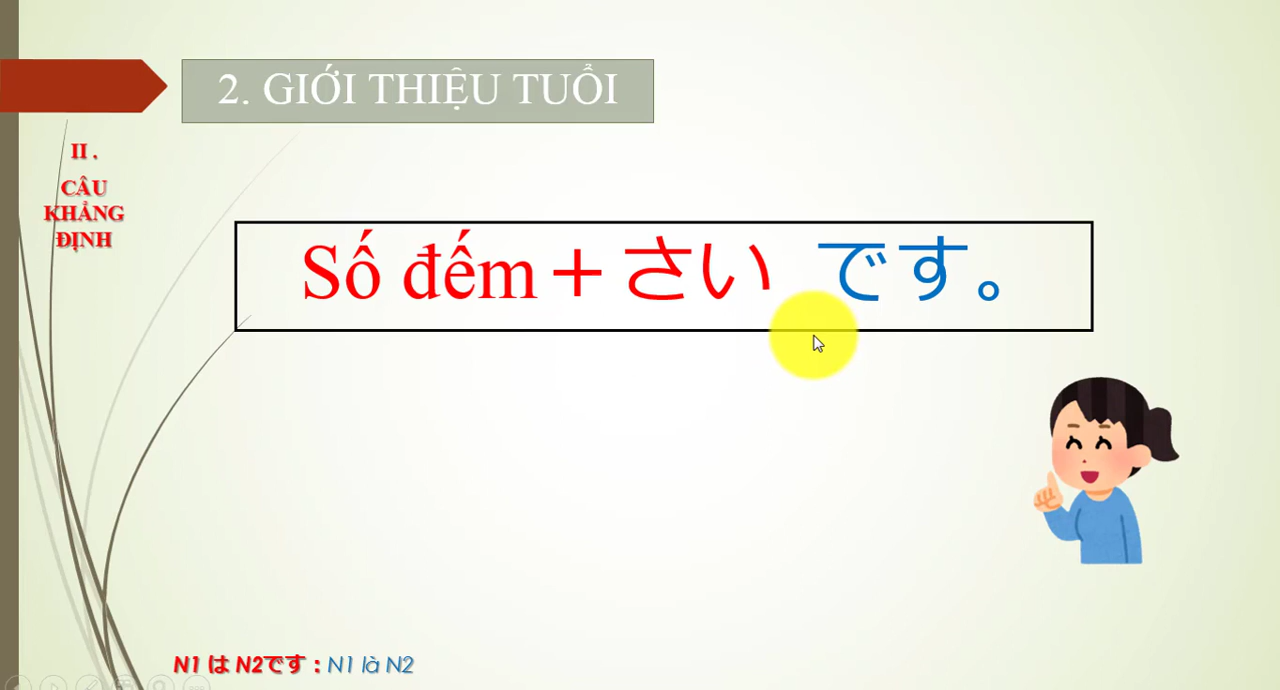 2. GIỚI THIỆU TUỔI
II .
CÂU
KHẢNG
ĐỊNH
Số đếm＋さい です。
N1 は N2です : N1 là N2